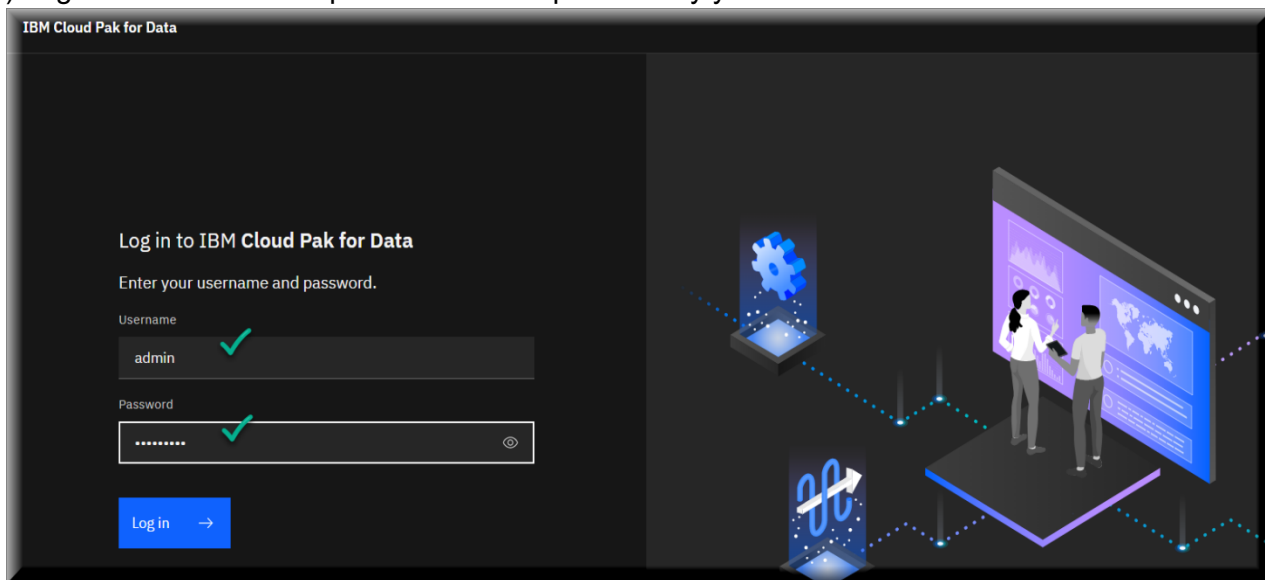 IBM Cloud Pak for Data
Log in to IBM Cloud Pak for Data
Enter your username and password.
Username
admin
Password
•••••••••
Log in →